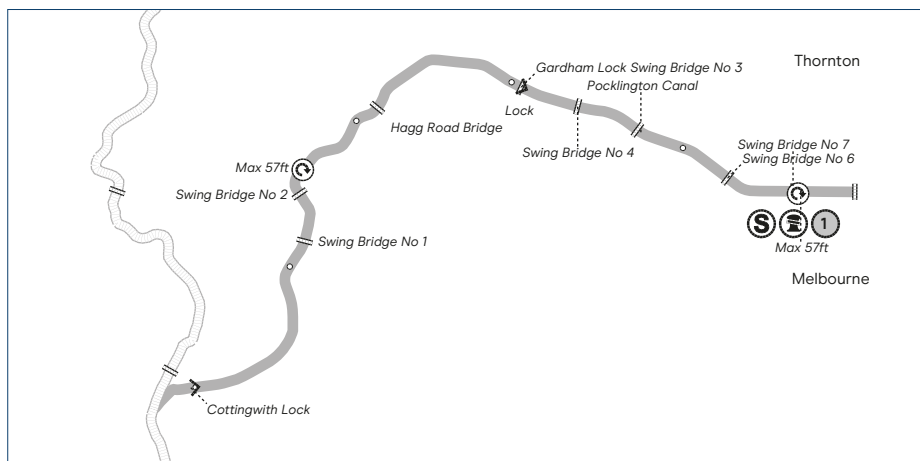 Thornton
Gardham Lock Swing Bridge No 3
Pocklington Canal
Lock
Hagg Road Bridge
Swing Bridge No 4
Swing Bridge No 7
Swing Bridge No 6
Max 57ft
Swing Bridge No 2
S
1
Max 57ft
Swing Bridge No 1
Melbourne
Cottingwith Lock